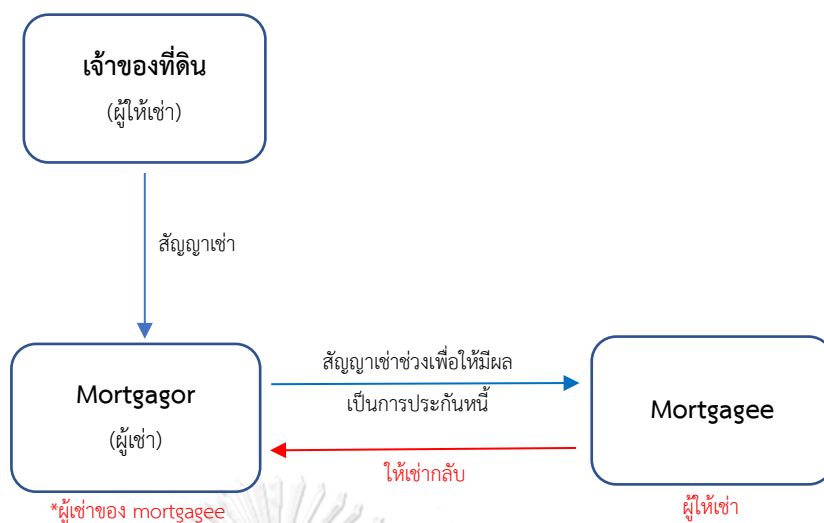 เจ้าของที่ดิน
(ผู้ให้เช่า)
สัญญาเช่า
สัญญาเช่าช่วงเพื่อให้มีผล
เป็นการประกันหนี้
Mortgagor
(ผู้เช่า)
Mortgagee
ให้เช่ากลับ
*ผู้เช่าของ mortgagee
ผู้ให้เช่า